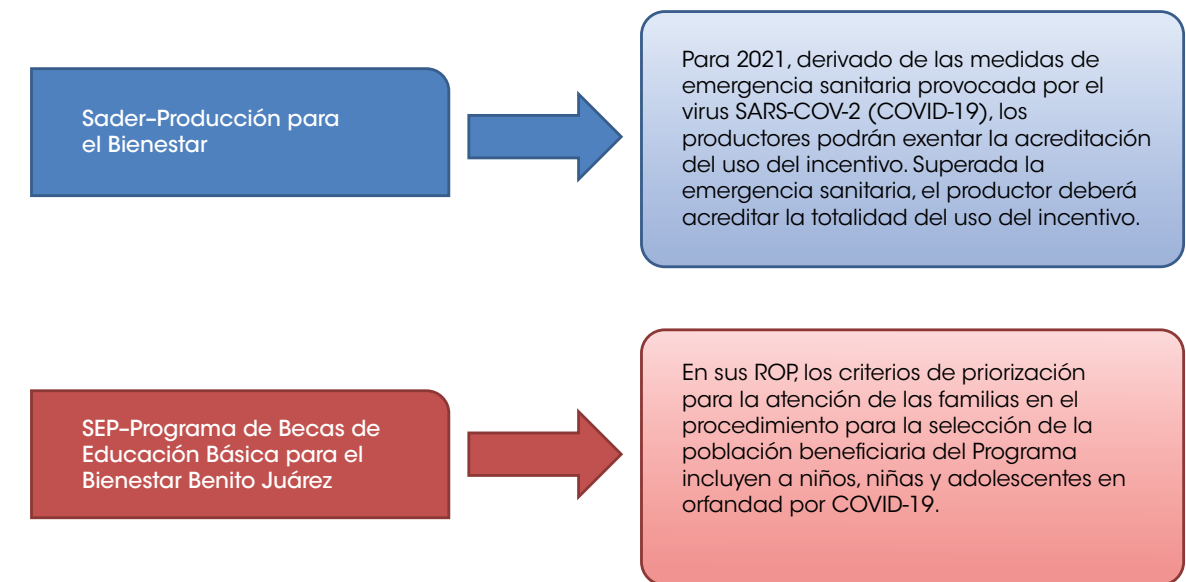 Sader–Producción para
el Bienestar
Para 2021, derivado de las medidas de
emergencia sanitaria provocada por el
virus SARS-COV-2 (COVID-19), los
productores podrán exentar la acreditación
del uso del incentivo. Superada la
emergencia sanitaria, el productor deberá
acreditar la totalidad del uso del incentivo.
SEP–Programa de Becas de
Educación Básica para el
Bienestar Benito Juárez
En sus ROP, los criterios de priorización
para la atención de las familias en el
procedimiento para la selección de la
población beneficiaria del Programa
incluyen a niños, niñas y adolescentes en
orfandad por COVID-19.